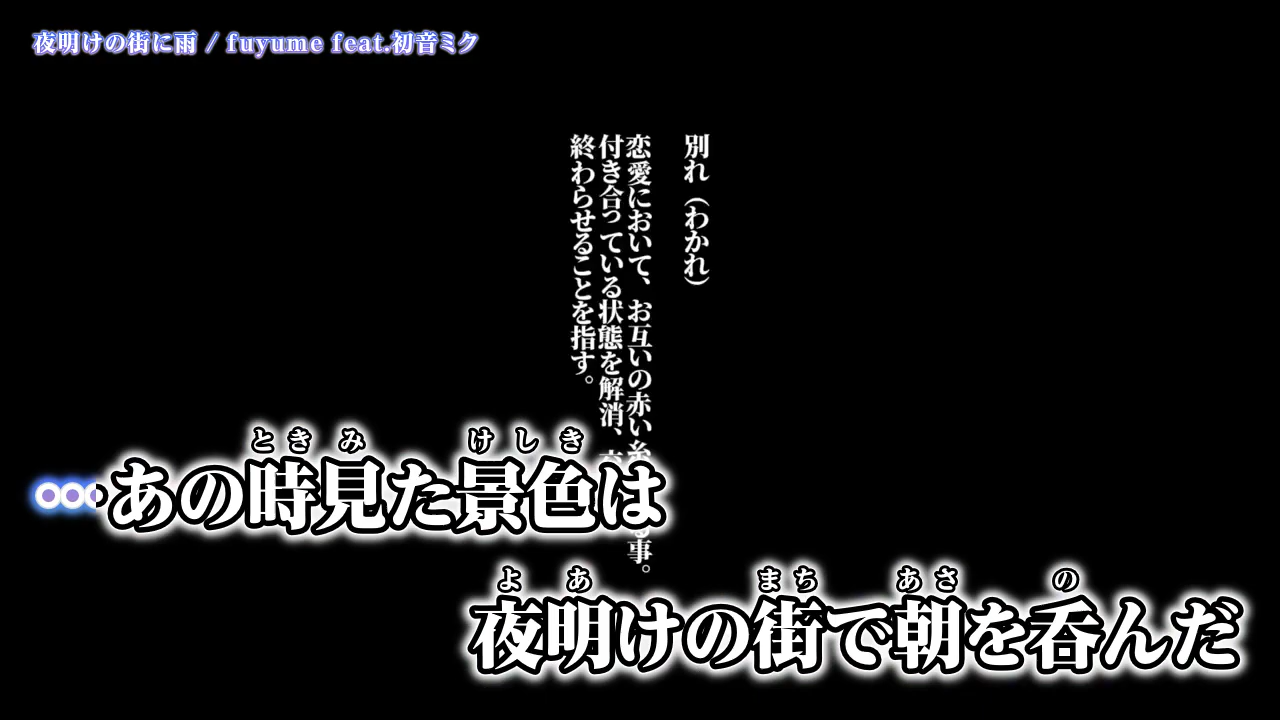 夜明けの街に雨 / fuyume feat.初音ミク
別れ（わかれ）
恋愛において、お互いの赤い糸 事。
付き合っている状態を解消、
終わらせることを指す。
ときみ けしき
あの時見た景色は
よあ まち あさ の
夜明けの街で朝を呑んだ